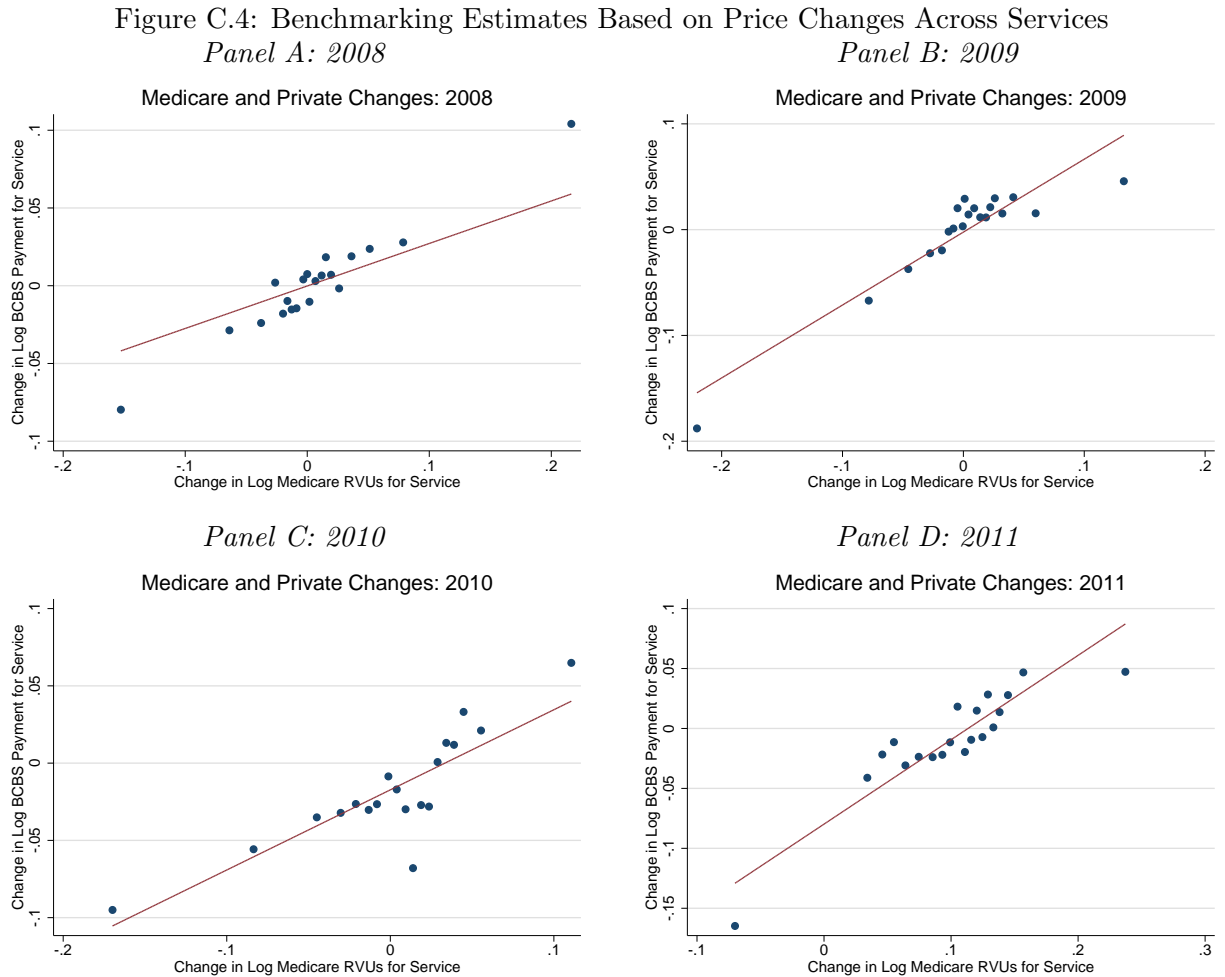 Figure C.4: Benchmarking Estimates Based on Price Changes Across Services
Panel A: 2008
Medicare and Private Changes: 2008
Change in Log BCBS Payment for Service
.1
.05
0
-.05
-.1
-.2
-.1
0
.1
.2
Change in Log Medicare RVUs for Service
Panel B: 2009
Medicare and Private Changes: 2009
Change in Log BCBS Payment for Service
.1
0
-.1
-.2
-.2
-.1
0
.1
.2
Change in Log Medicare RVUs for Service
Panel C: 2010
Medicare and Private Changes: 2010
Change in Log BCBS Payment for Service
.1
.05
0
-.05
-.1
-.2
-.1
0
.1
Change in Log Medicare RVUs for Service
Panel D: 2011
Medicare and Private Changes: 2011
Change in Log BCBS Payment for Service
.1
.05
0
-.05
-.1
-.15
-.1
0
.1
.2
.3
Change in Log Medicare RVUs for Service